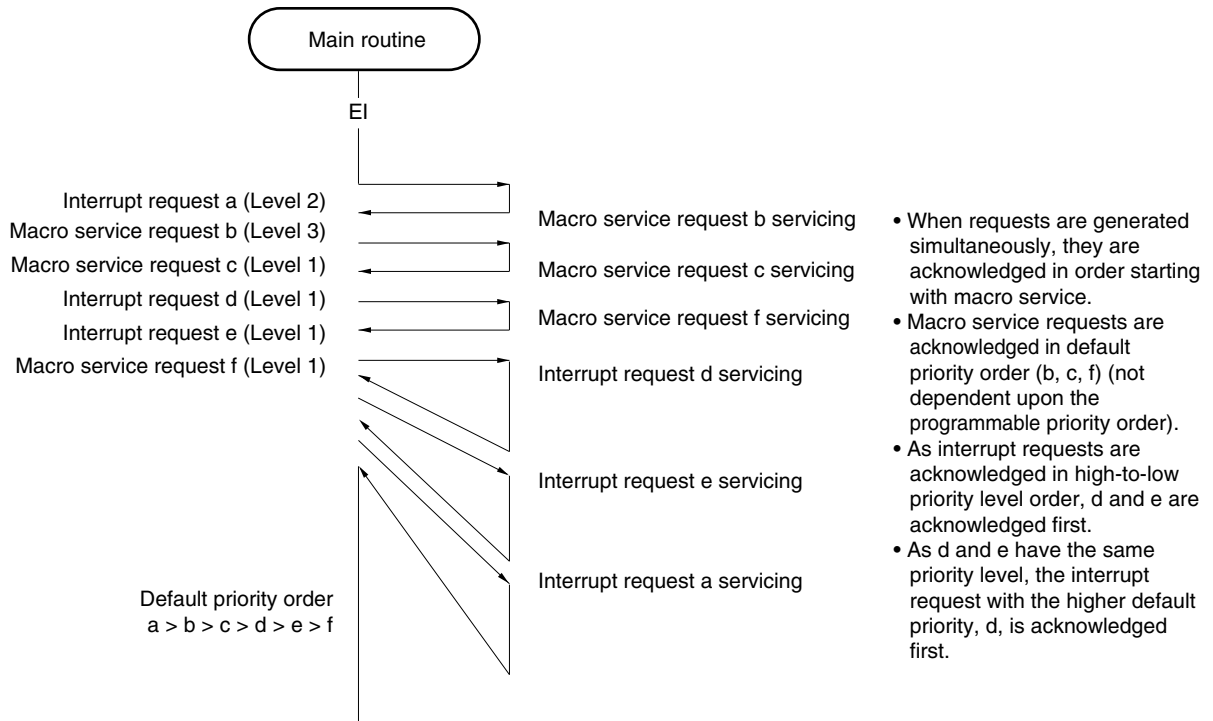 Main routine
EI
Interrupt request a (Level 2)
Macro service request b (Level 3)
Macro service request c (Level 1)
Interrupt request d (Level 1)
Interrupt request e (Level 1)
Macro service request f (Level 1)
Macro service request b servicing
Macro service request c servicing
Macro service request f servicing
Interrupt request d servicing
Interrupt request e servicing
Interrupt request a servicing
Default priority order
a > b > c > d > e > f
• When requests are generated
simultaneously, they are
acknowledged in order starting
with macro service.
• Macro service requests are
acknowledged in default
priority order (b, c, f) (not
dependent upon the
programmable priority order).
• As interrupt requests are
acknowledged in high-to-low
priority level order, d and e are
acknowledged first.
• As d and e have the same
priority level, the interrupt
request with the higher default
priority, d, is acknowledged
first.